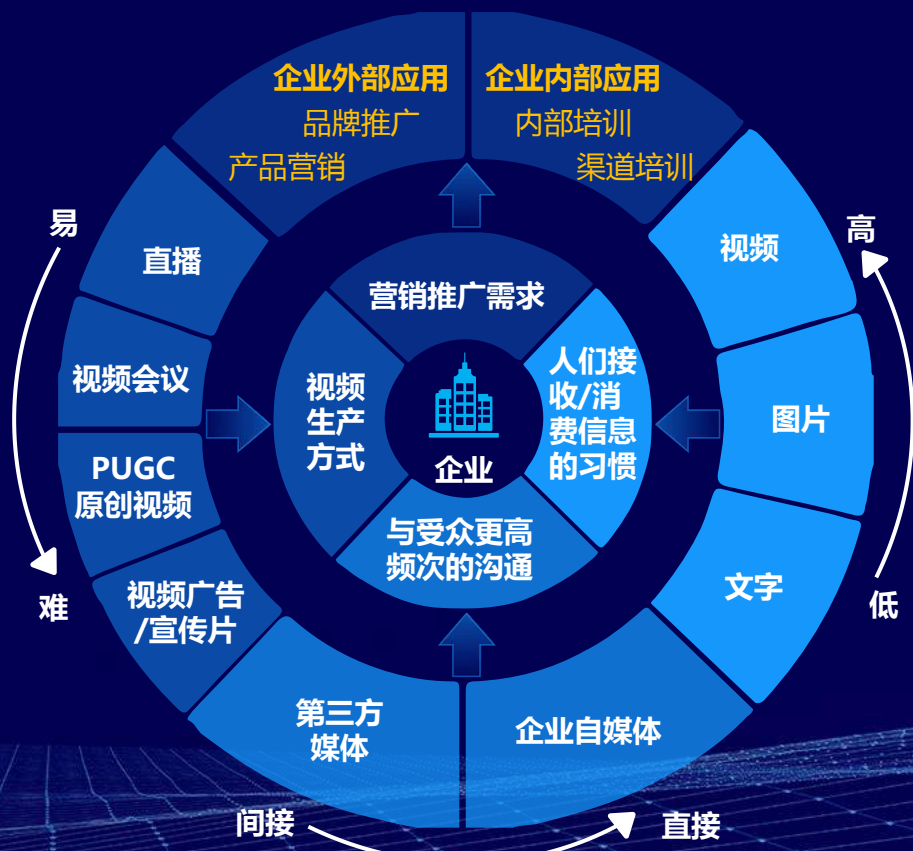 企业外部应用
品牌推广
产品营销
企业内部应用
内部培训
渠道培训
易
直播
视频会议
PUGC
原创视频
视频广告
/宣传片
难
高
视频
图片
文字
低
营销推广需求
视频
生产
方式
人们接
收/消
费信息
的习惯
企业
与受众更高
频次的沟通
第三方
媒体
企业自媒体
间接
直接